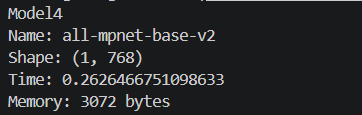 Model4
Name: all-mpnet-base-v2
Shape: (1, 768)
Time: 0.2626466751098633
Memory: 3072 bytes